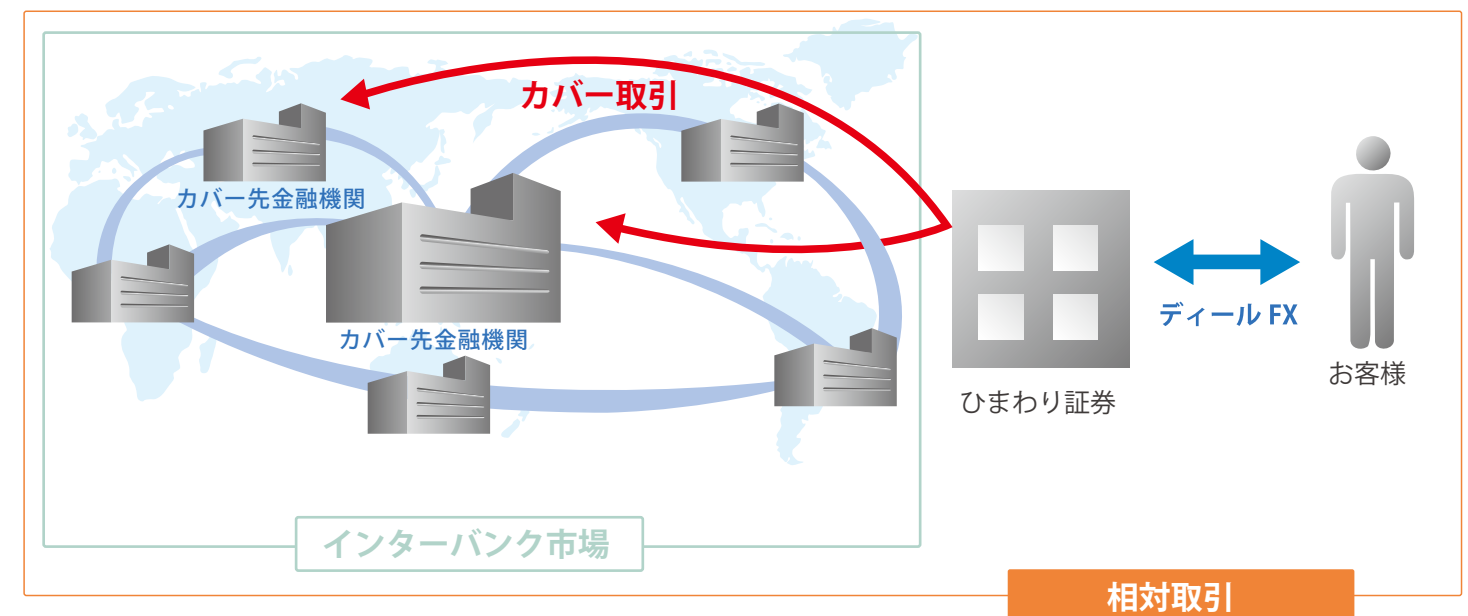 カバー取引
カバー先金融機関
カバー先金融機関
ディール FX
お客様
ひまわり証券
インターバンク市場
相対取引